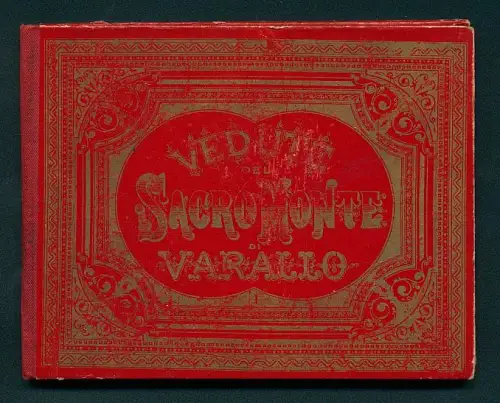 VEDUTE
DEL
SACRO MONTE
DI
VARALLO